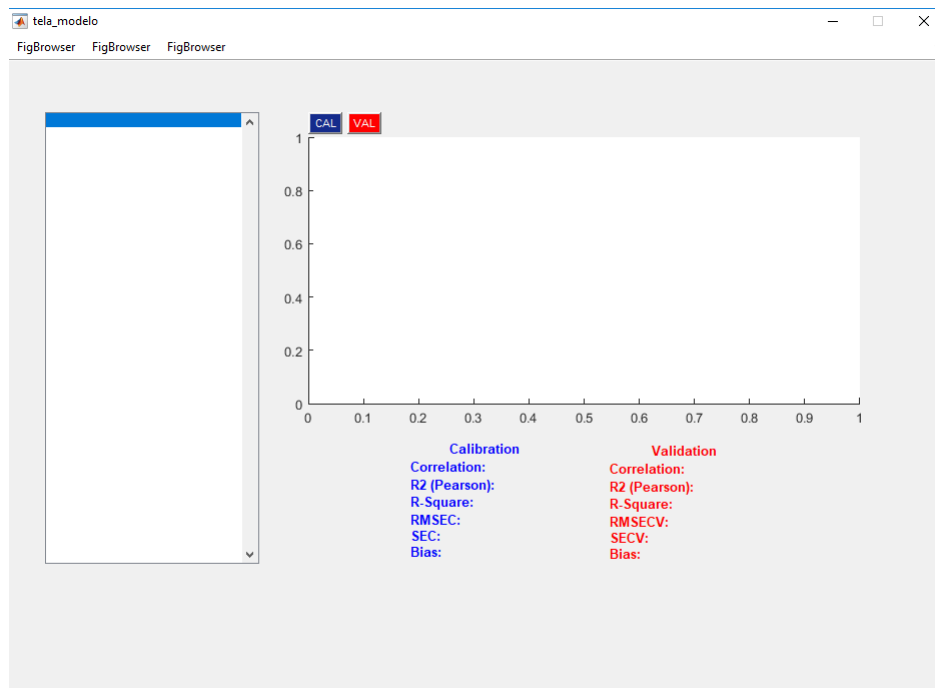 tela_modelo
FigBrowser FigBrowser FigBrowser
CAL VAL
1
0.8
0.6
0.4
0.2
0
0 0.1 0.2 0.3 0.4 0.5 0.6 0.7 0.8 0.9 1
Calibration
Correlation:
R2 (Pearson):
R-Square:
RMSEC:
SEC:
Bias:
Validation
Correlation:
R2 (Pearson):
R-Square:
RMSECV:
SECV:
Bias: